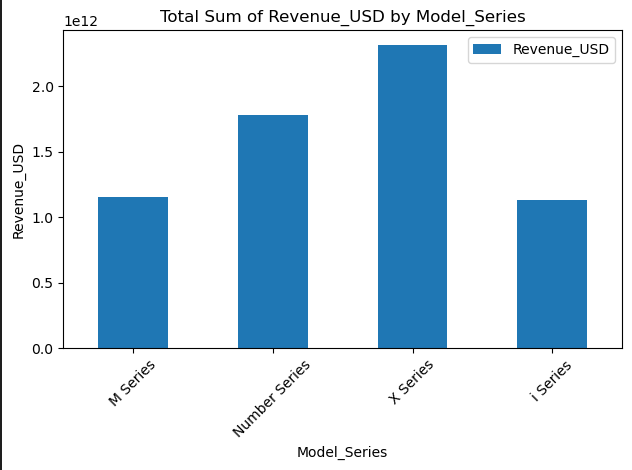 Total Sum of Revenue_USD by Model_Series
1e12
Revenue_USD
2.0
1.5
1.0
0.5
0.0
Revenue_USD
M Series
Number Series
X Series
i Series
Model_Series